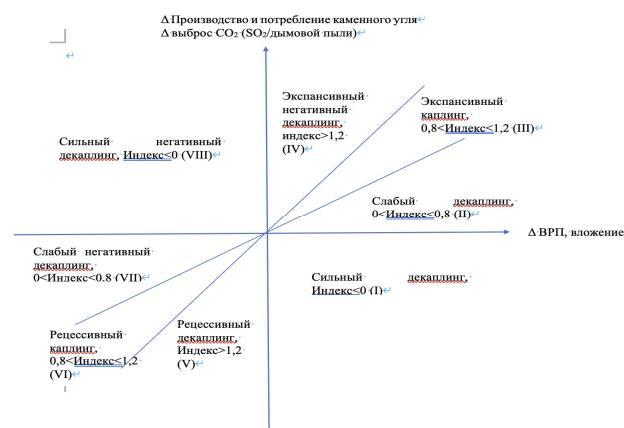 Δ Производство и потребление каменного угля
Δ выброс CO₂ (SO₂/дымовой пыли)
Экспансивный
негативный
декаплинг,
индекс>1,2
(IV)
Экспансивный
каплинг,
0,8<Индекс<1,2 (III)
Сильный негативный
декаплинг, Индекс<0 (VIII)
Слабый декаплинг,
0<Индекс<0,8 (II)
Δ ВРП, вложение
Слабый негативный
декаплинг,
0<Индекс<0.8 (VII)
Сильный декаплинг,
Индекс<0 (I)
Рецессивный
каплинг,
0,8<Индекс<1,2
(VI)
Рецессивный
декаплинг,
Индекс>1,2
(V)